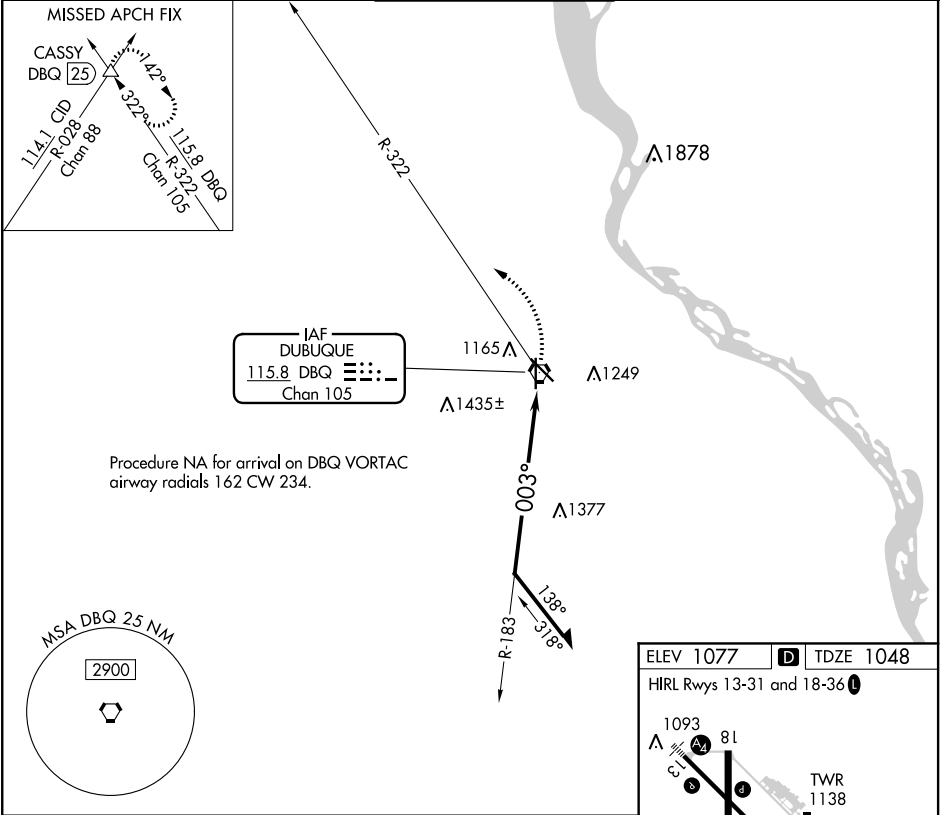 MISSED APCH FIX
CASSY
DBQ 25
142°
322°
114.1 CID
R-028
Chan 88
115.8 DBQ
R-322
Chan 105
R-322
1878
IAF
DUBUQUE
115.8 DBQ
Chan 105
1165
1249
1435±
Procedure NA for arrival on DBQ VORTAC
airway radials 162 CW 234.
003°
1377
138°
318°
R-183
MSA DBQ 25 NM
2900
ELEV 1077 D TDZE 1048
HIRL Rwys 13-31 and 18-36 L
1093
A4
18
13
P
P
TWR
1138